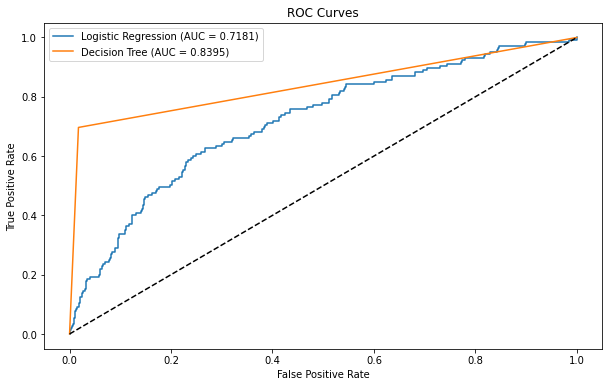 ROC Curves
Logistic Regression (AUC = 0.7181)
Decision Tree (AUC = 0.8395)
True Positive Rate
1.0
0.8
0.6
0.4
0.2
0.0
0.0 0.2 0.4 0.6 0.8 1.0
False Positive Rate